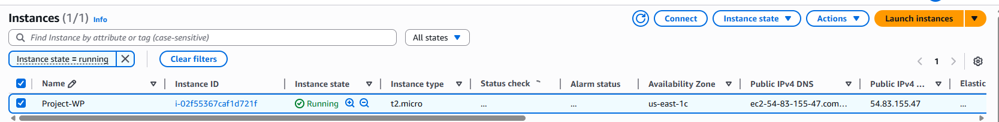 Instances (1/1) Info
Connect
Instance state
Actions
Launch instances
Find Instance by attribute or tag (case-sensitive)
All states
Instance state = running
Clear filters
1
Name Instance ID Instance state Instance type Status check Alarm status Availability Zone Public IPv4 DNS Public IPv4 ... Elastic
Project-WP i-02f55367caf1d721f Running t2.micro ... ... us-east-1c ec2-54-83-155-47.com... 54.83.155.47 ...